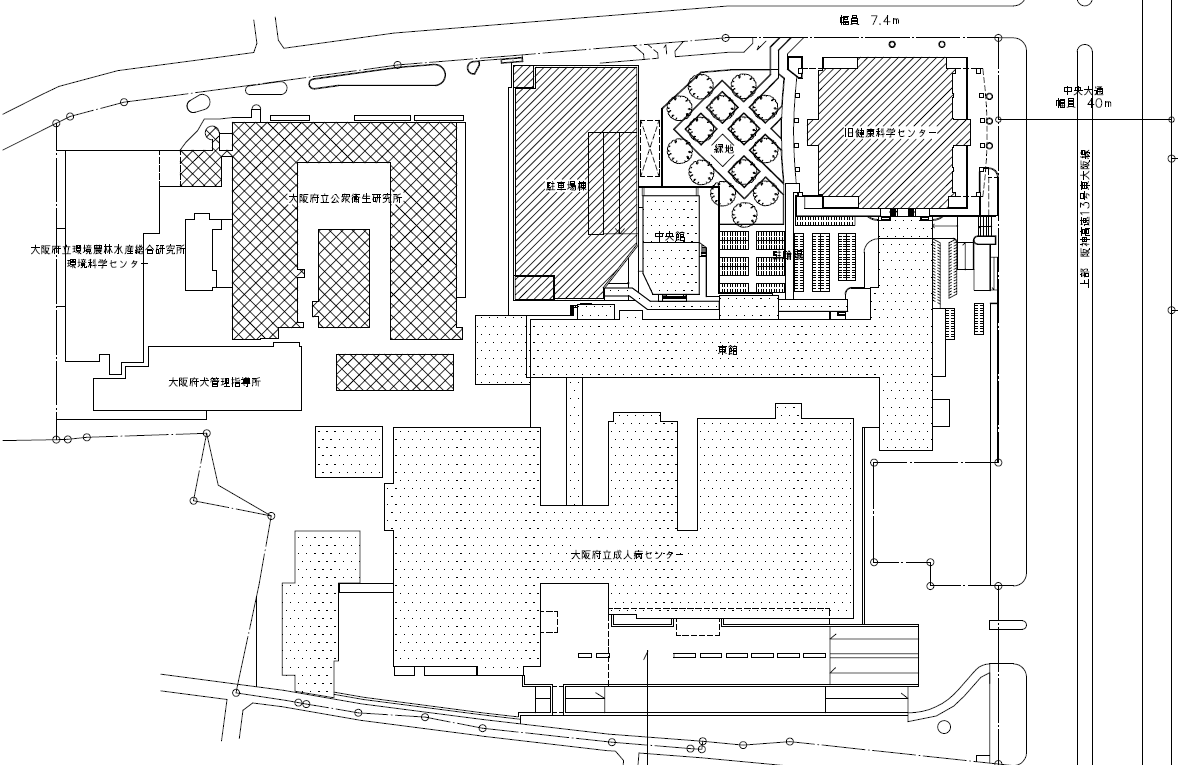 幅員 7.4m
中央大通
幅員 40m
旧健康科学センター
緑地
上部 阪神高速13号東大阪線
駐車場棟
大阪府立公衆衛生研究所
中央館
大阪府立環境農林水産総合研究所
環境科学センター
東館
大阪府犬管理指導所
大阪府立成人病センター